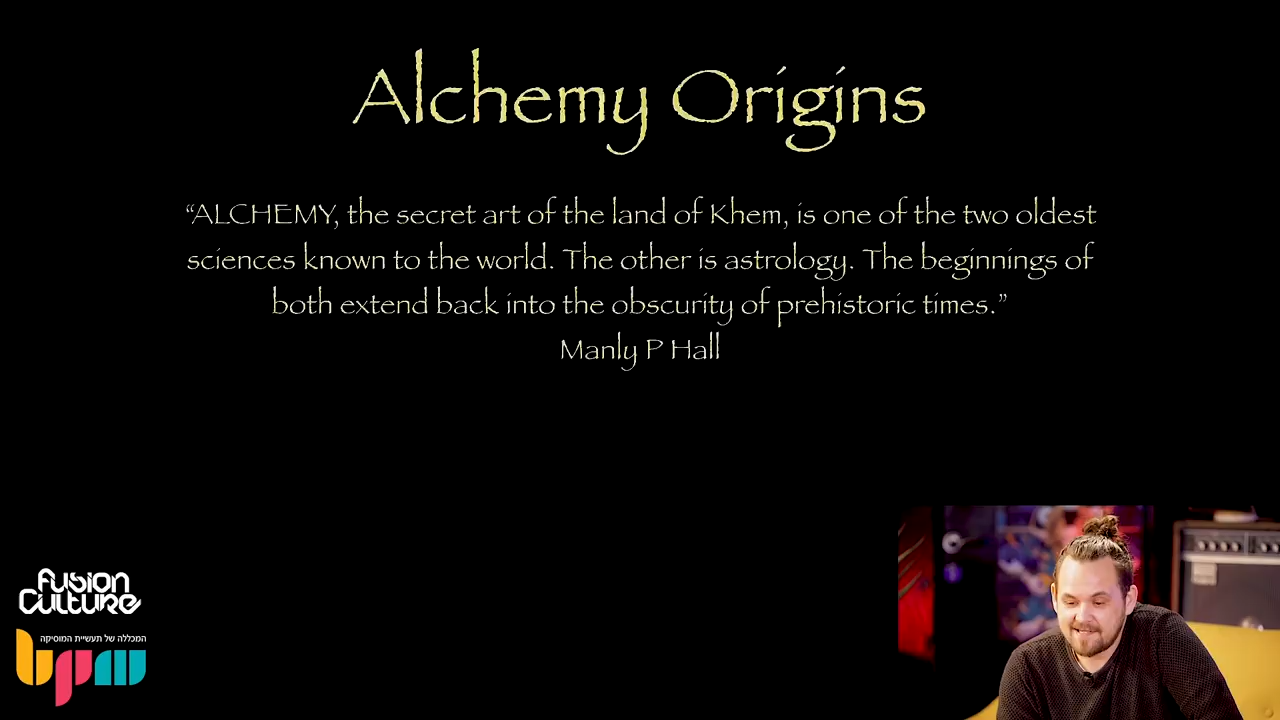 Alchemy Origins
“ALCHEMY, the secret art of the land of Khem, is one of the two oldest
sciences known to the world. The other is astrology. The beginnings of
both extend back into the obscurity of prehistoric times.”
Manly P Hall
Fusion
Culture
המכללה של תעשיית המוסיקה
bpm